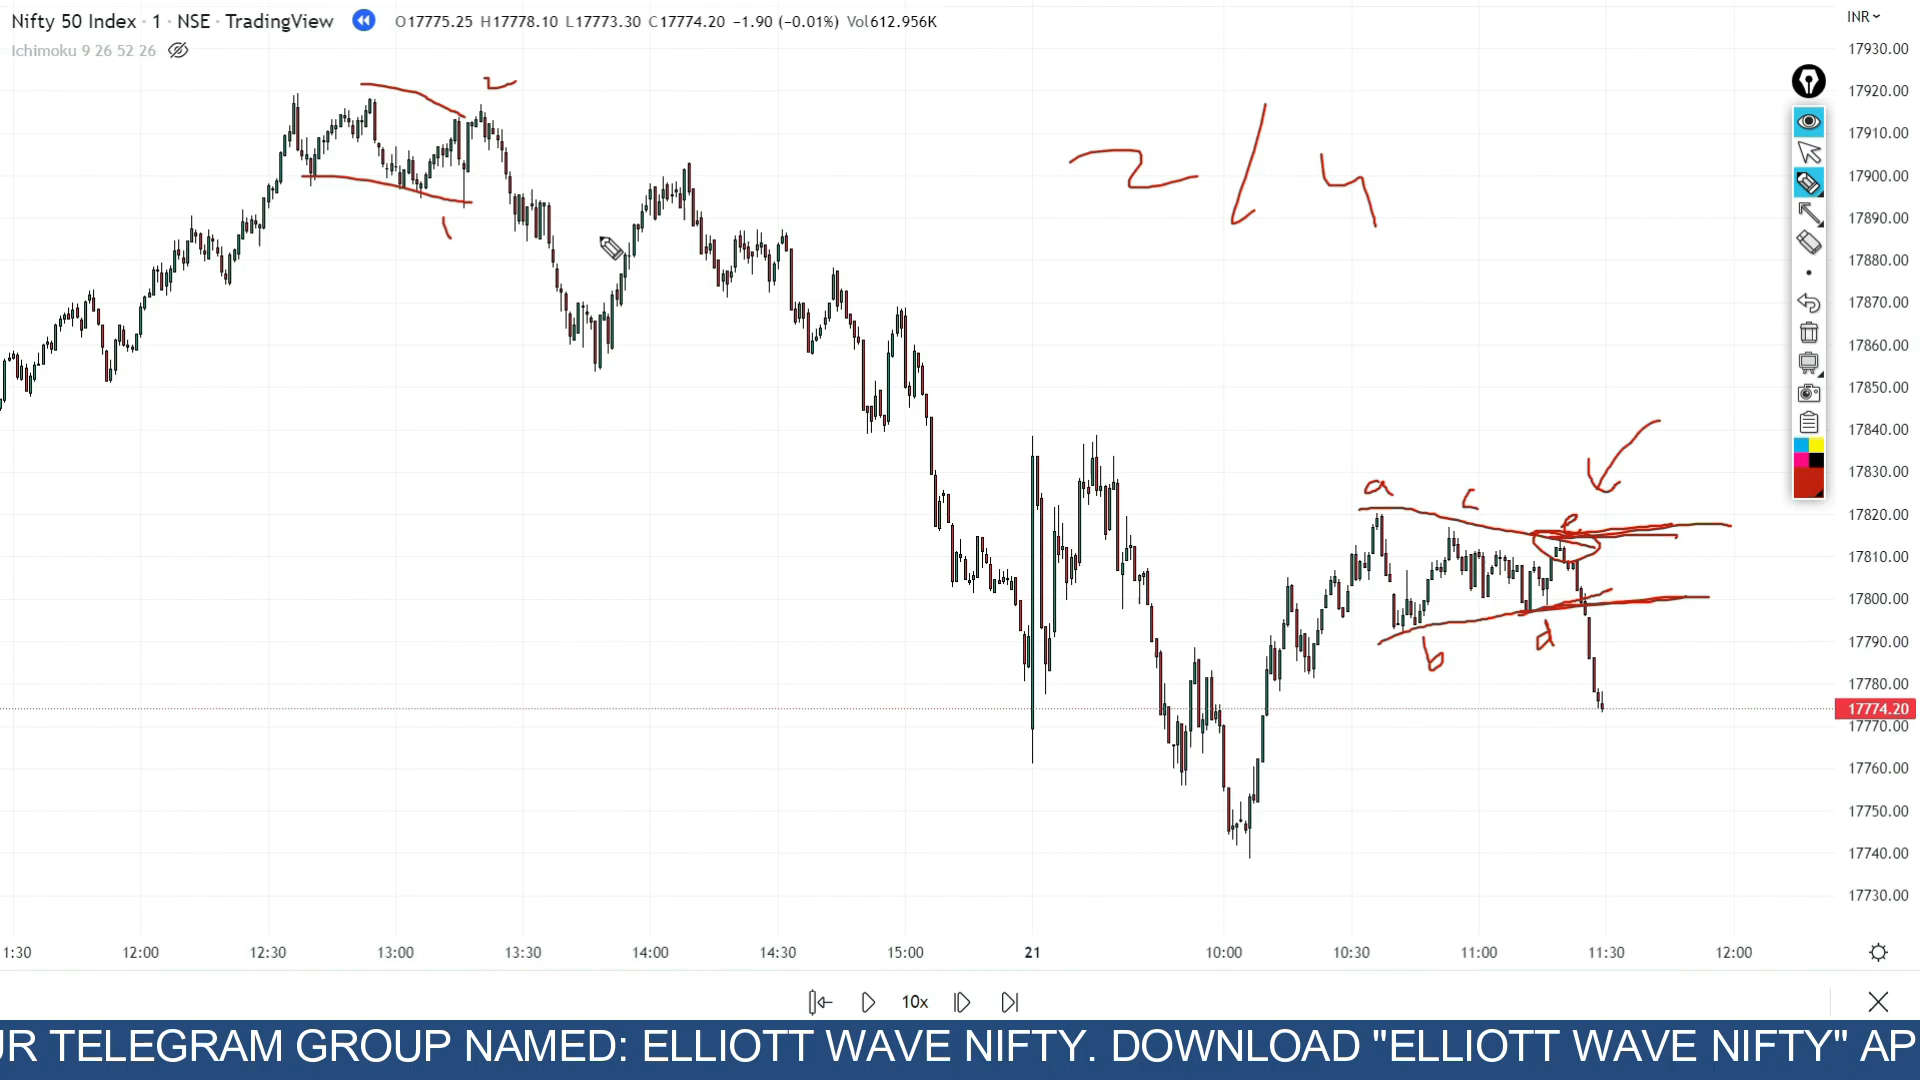 Nifty 50 Index · 1 · NSE · TradingView O17775.25 H17778.10 L17773.30 C17774.20 −1.90 (−0.01%) Vol612.956K
Ichimoku 9 26 52 26
INR
17930.00
17920.00
17910.00
17900.00
17890.00
17880.00
17870.00
17860.00
17850.00
17840.00
17830.00
17820.00
17810.00
17800.00
17790.00
17780.00
17774.20
17770.00
17760.00
17750.00
17740.00
17730.00
2
1
2/4
a
c
e
b
d
1:30 12:00 12:30 13:00 13:30 14:00 14:30 15:00 21 10:00 10:30 11:00 11:30 12:00
10x
UR TELEGRAM GROUP NAMED: ELLIOTT WAVE NIFTY. DOWNLOAD "ELLIOTT WAVE NIFTY" AP